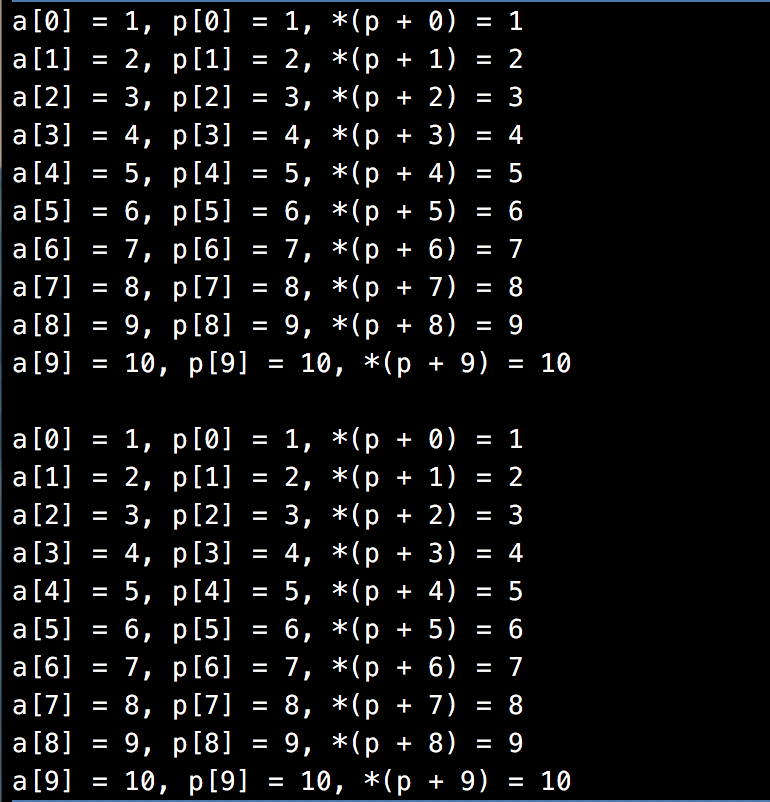 a[0] = 1, p[0] = 1, *(p + 0) = 1
a[1] = 2, p[1] = 2, *(p + 1) = 2
a[2] = 3, p[2] = 3, *(p + 2) = 3
a[3] = 4, p[3] = 4, *(p + 3) = 4
a[4] = 5, p[4] = 5, *(p + 4) = 5
a[5] = 6, p[5] = 6, *(p + 5) = 6
a[6] = 7, p[6] = 7, *(p + 6) = 7
a[7] = 8, p[7] = 8, *(p + 7) = 8
a[8] = 9, p[8] = 9, *(p + 8) = 9
a[9] = 10, p[9] = 10, *(p + 9) = 10

a[0] = 1, p[0] = 1, *(p + 0) = 1
a[1] = 2, p[1] = 2, *(p + 1) = 2
a[2] = 3, p[2] = 3, *(p + 2) = 3
a[3] = 4, p[3] = 4, *(p + 3) = 4
a[4] = 5, p[4] = 5, *(p + 4) = 5
a[5] = 6, p[5] = 6, *(p + 5) = 6
a[6] = 7, p[6] = 7, *(p + 6) = 7
a[7] = 8, p[7] = 8, *(p + 7) = 8
a[8] = 9, p[8] = 9, *(p + 8) = 9
a[9] = 10, p[9] = 10, *(p + 9) = 10